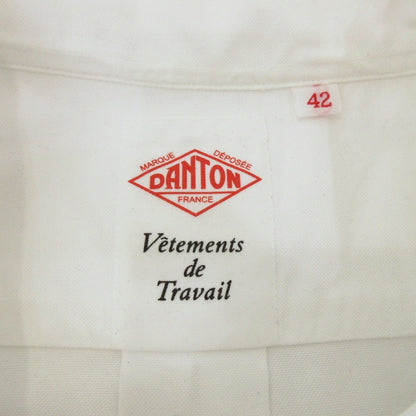 42
MARQUE DÉPOSÉE
DANTON
FRANCE
Vêtements
de
Travail